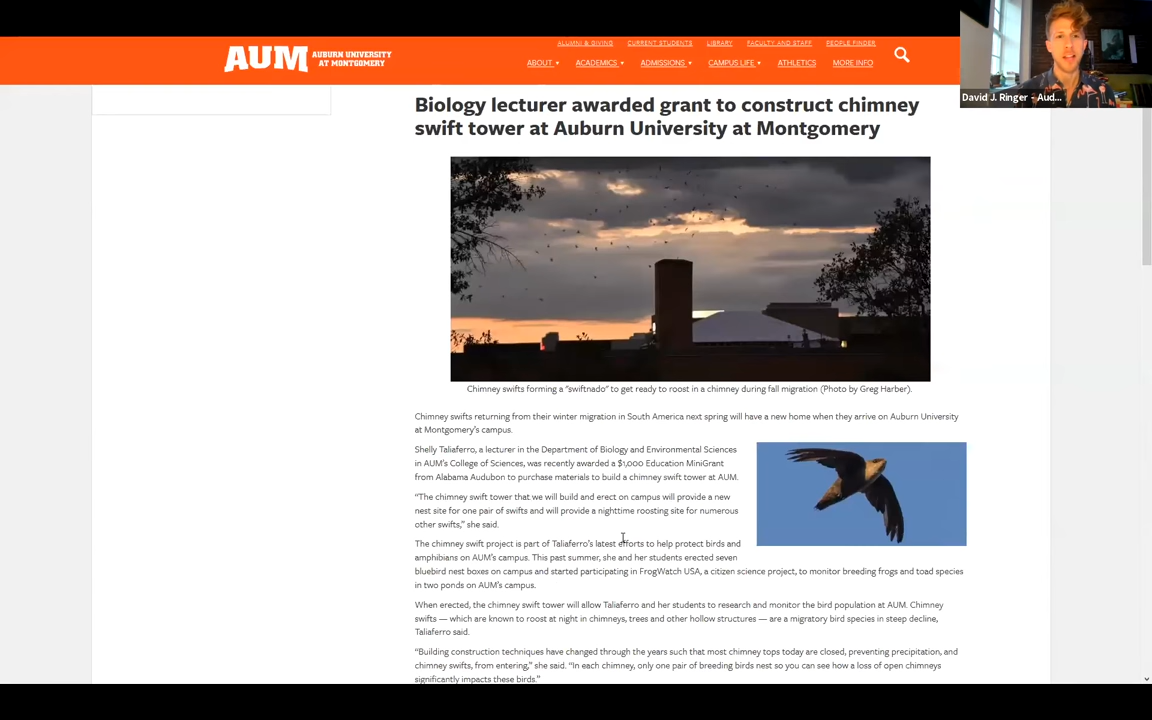 ALUMNI & GIVING CURRENT STUDENTS LIBRARY FACULTY AND STAFF PEOPLE FINDER
AUM AUBURN UNIVERSITY
AT MONTGOMERY
ABOUT ACADEMICS ADMISSIONS CAMPUS LIFE ATHLETICS MORE INFO
David J. Ringer - Aud...
Biology lecturer awarded grant to construct chimney
swift tower at Auburn University at Montgomery
Chimney swifts forming a "swiftnado" to get ready to roost in a chimney during fall migration (Photo by Greg Harber).
Chimney swifts returning from their winter migration in South America next spring will have a new home when they arrive on Auburn University
at Montgomery's campus.
Shelly Taliaferro, a lecturer in the Department of Biology and Environmental Sciences
in AUM's College of Sciences, was recently awarded a $1,000 Education MiniGrant
from Alabama Audubon to purchase materials to build a chimney swift tower at AUM.
"The chimney swift tower that we will build and erect on campus will provide a new
nest site for one pair of swifts and will provide a nighttime roosting site for numerous
other swifts," she said.
The chimney swift project is part of Taliaferro's latest efforts to help protect birds and
amphibians on AUM's campus. This past summer, she and her students erected seven
bluebird nest boxes on campus and started participating in FrogWatch USA, a citizen science project, to monitor breeding frogs and toad species
in two ponds on AUM's campus.
When erected, the chimney swift tower will allow Taliaferro and her students to research and monitor the bird population at AUM. Chimney
swifts — which are known to roost at night in chimneys, trees and other hollow structures — are a migratory bird species in steep decline,
Taliaferro said.
"Building construction techniques have changed through the years such that most chimney tops today are closed, preventing precipitation, and
chimney swifts, from entering," she said. "In each chimney, only one pair of breeding birds nest so you can see how a loss of open chimneys
significantly impacts these birds."